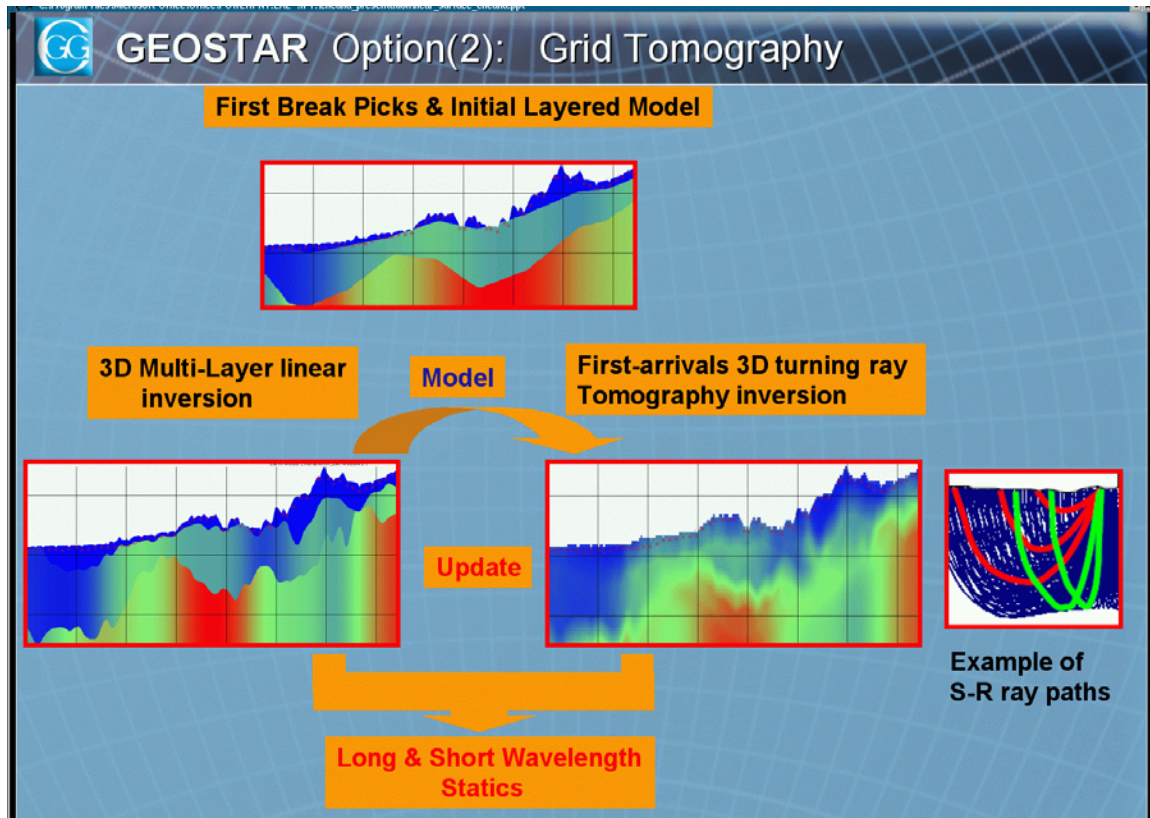 CGG
GEOSTAR Option(2): Grid Tomography
First Break Picks & Initial Layered Model
3D Multi-Layer linear
inversion
Model
First-arrivals 3D turning ray
Tomography inversion
Update
Example of
S-R ray paths
Long & Short Wavelength
Statics